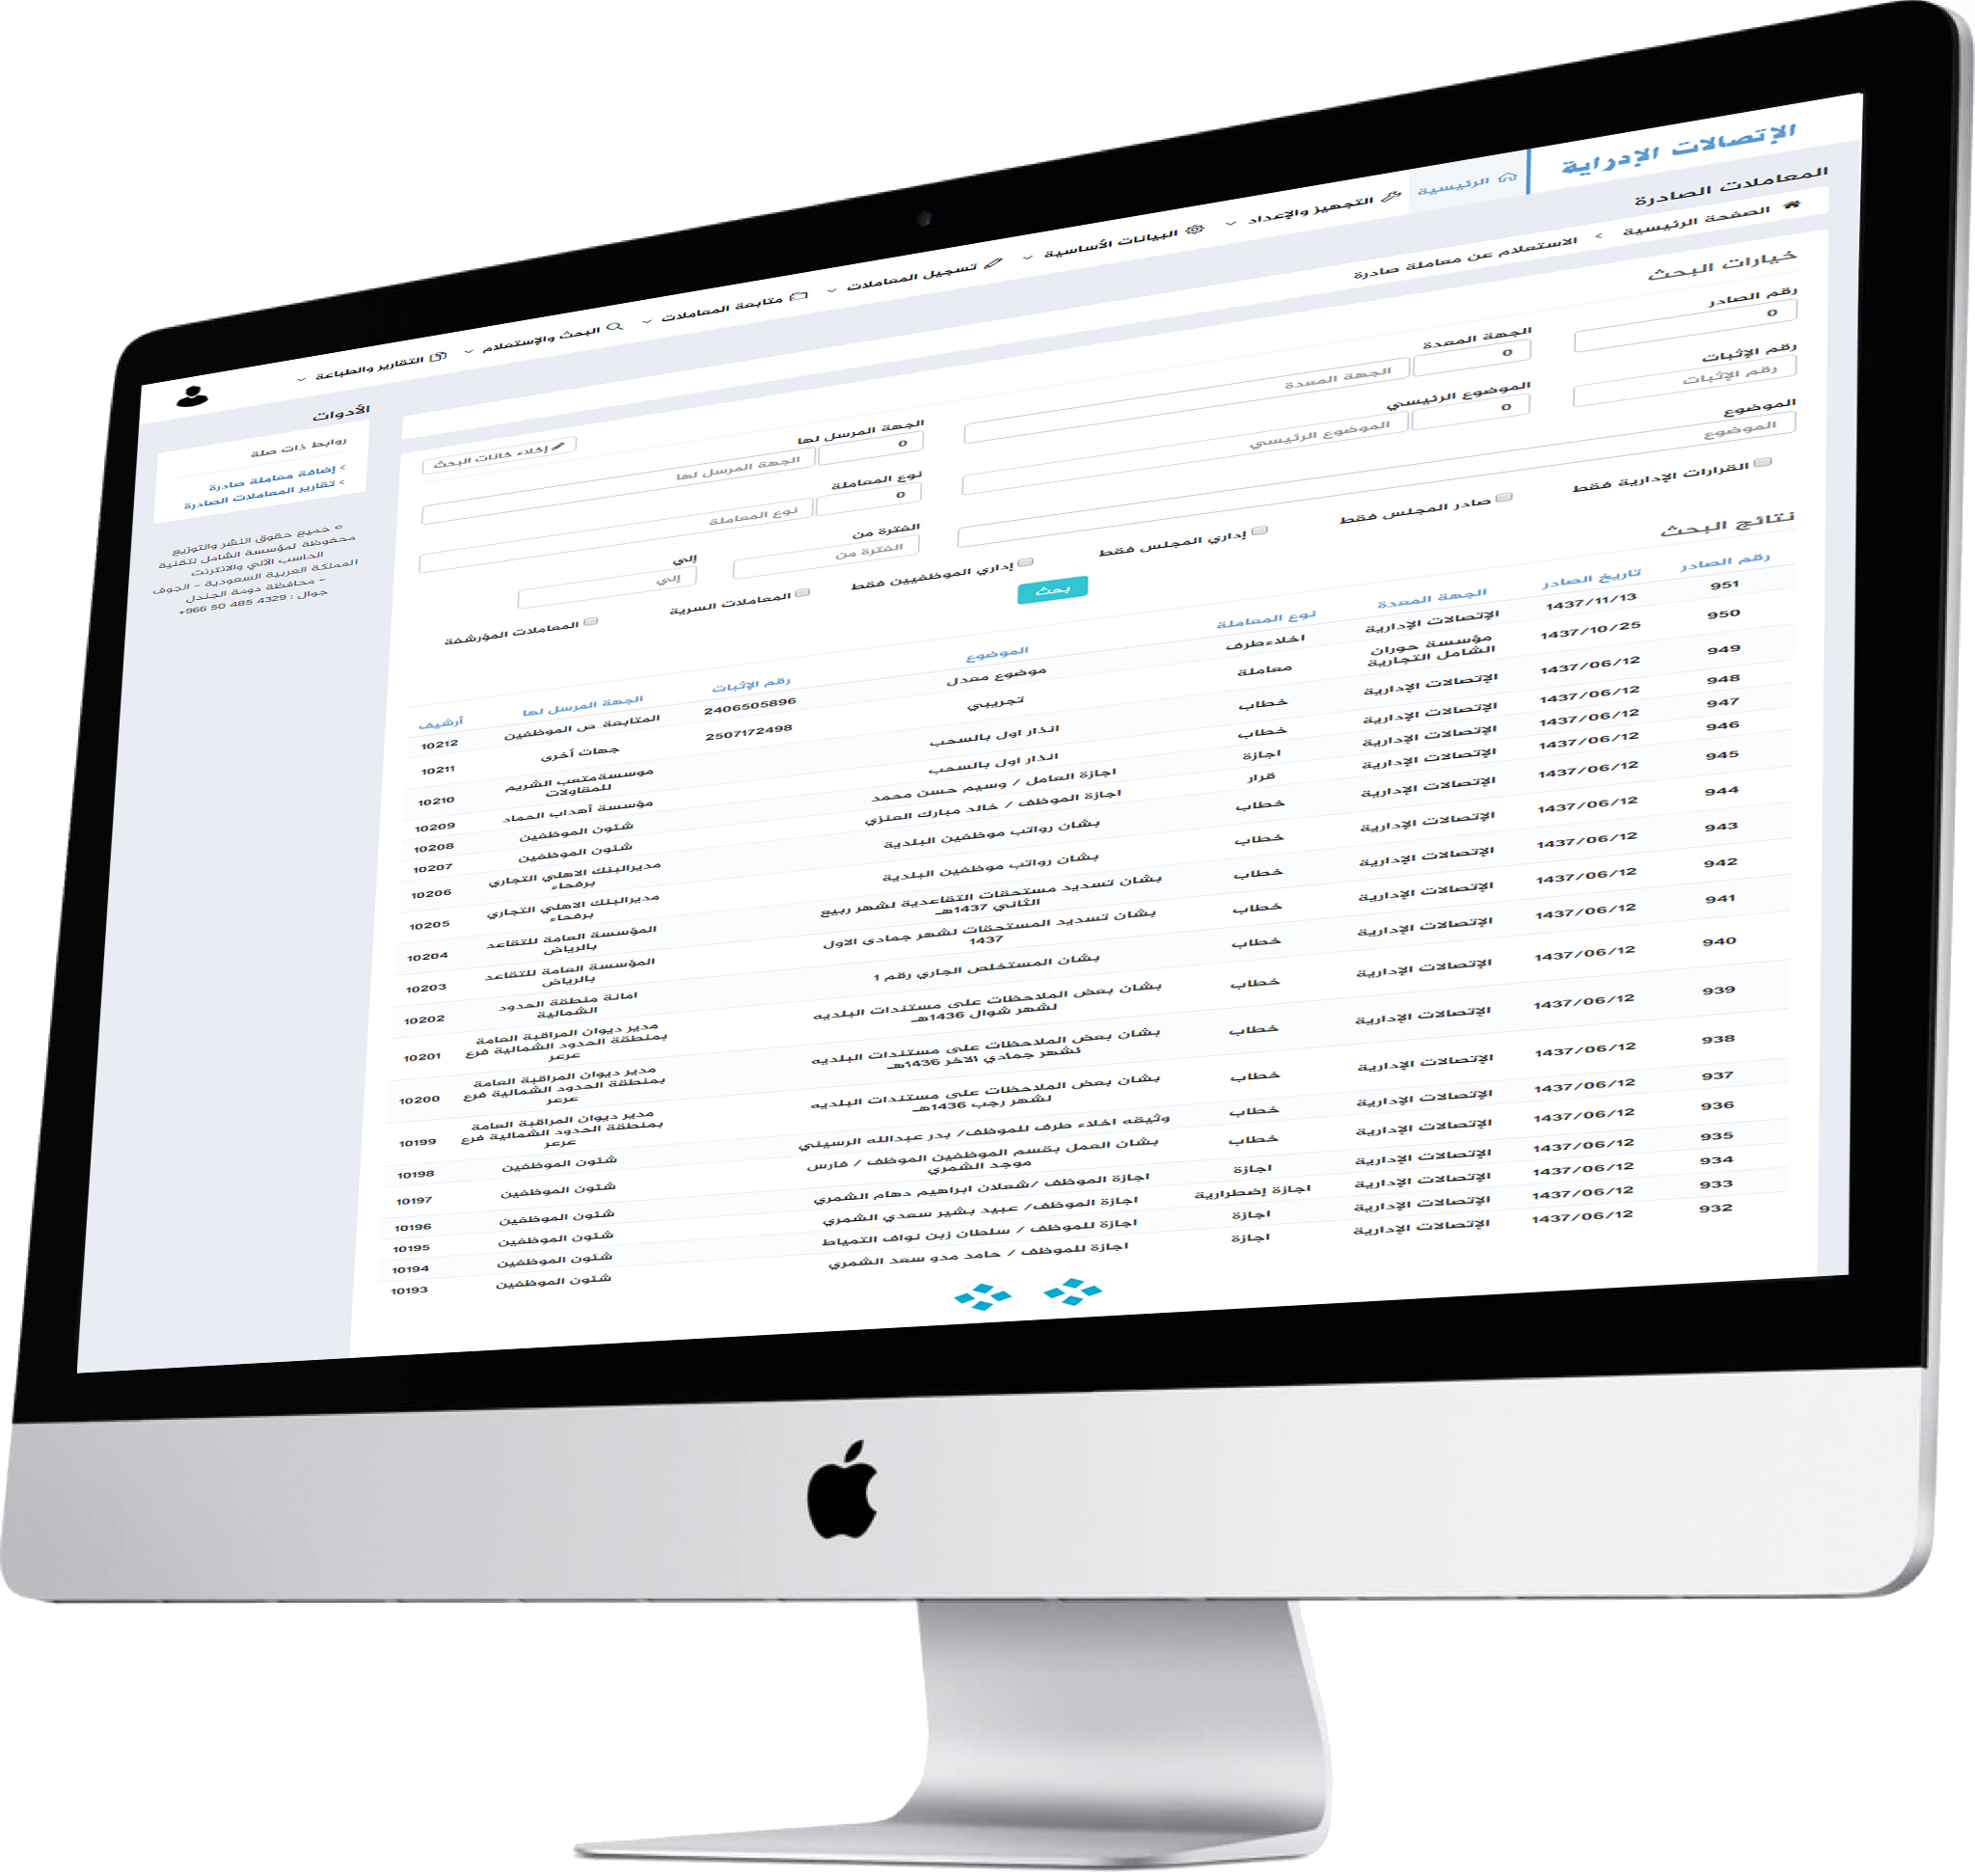 الإتصالات الإدراية
الرئيسية
التجهيز والإعداد
البيانات الأساسية
تسجيل المعاملات
متابعة المعاملات
البحث والإستعلام
التقارير والطباعة
المعاملات الصادرة
الصفحة الرئيسية > الاستعلام عن معاملة صادرة
خيارات البحث
إخلاء خانات البحث
رقم الصادر
0
الجهة المعدة
0 الجهة المعدة
الجهة المرسل لها
0 الجهة المرسل لها
رقم الإثبات
رقم الإثبات
الموضوع الرئيسي
0 الموضوع الرئيسي
نوع المعاملة
0 نوع المعاملة
الموضوع
الموضوع
الفترة من
الفترة من
إلي
إلي
القرارات الإدارية فقط
صادر المجلس فقط
إداري المجلس فقط
إداري الموظفيين فقط
المعاملات السرية
المعاملات المؤرشفة
بحث
نتائج البحث
رقم الصادر تاريخ الصادر الجهة المعدة نوع المعاملة الموضوع رقم الإثبات الجهة المرسل لها أرشيف
951 1437/11/13 الإتصالات الإدارية اخلاءطرف موضوع معدل 2406505896 المتابعة ص الموظفين 10212
950 1437/10/25 مؤسسة حوران الشامل التجارية معاملة تجريبي 2507172498 جهات أخرى 10211
949 1437/06/12 الإتصالات الإدارية خطاب انذار اول بالسحب موسسةمتعب الشريم للمقاولات 10210
948 1437/06/12 الإتصالات الإدارية خطاب انذار اول بالسحب مؤسسة أهداب الحماد 10209
947 1437/06/12 الإتصالات الإدارية اجازة اجازة العامل / وسيم حسن محمد شئون الموظفين 10208
946 1437/06/12 الإتصالات الإدارية قرار اجازة الموظف / خالد مبارك العنزي شئون الموظفين 10207
945 1437/06/12 الإتصالات الإدارية خطاب بشان رواتب موظفين البلدية مديرالبنك الاهلي التجاري برفحاء 10206
944 1437/06/12 الإتصالات الإدارية خطاب بشان رواتب موظفين البلدية مديرالبنك الاهلي التجاري برفحاء 10205
943 1437/06/12 الإتصالات الإدارية خطاب بشان تسديد مستحقات التقاعدية لشهر ربيع الثاني 1437هـ المؤسسة العامة للتقاعد بالرياض 10204
942 1437/06/12 الإتصالات الإدارية خطاب بشان تسديد المستحقات لشهر جمادى الاول 1437 المؤسسة العامة للتقاعد بالرياض 10203
941 1437/06/12 الإتصالات الإدارية خطاب بشان المستخلص الجاري رقم 1 امانة منطقة الحدود الشمالية 10202
940 1437/06/12 الإتصالات الإدارية خطاب بشان بعض الملاحظات على مستندات البلديه لشهر شوال 1436هـ مدير ديوان المراقبة العامة بمنطقة الحدود الشمالية فرع عرعر 10201
939 1437/06/12 الإتصالات الإدارية خطاب بشان بعض الملاحظات على مستندات البلديه لشهر جمادي الاخر 1436هـ مدير ديوان المراقبة العامة بمنطقة الحدود الشمالية فرع عرعر 10200
938 1437/06/12 الإتصالات الإدارية خطاب بشان بعض الملاحظات على مستندات البلديه لشهر رجب 1436هـ مدير ديوان المراقبة العامة بمنطقة الحدود الشمالية فرع عرعر 10199
937 1437/06/12 الإتصالات الإدارية خطاب وثيقه اخلاء طرف للموظف/ بدر عبدالله الرسيني شئون الموظفين 10198
936 1437/06/12 الإتصالات الإدارية خطاب بشان العمل بقسم الموظفين الموظف / فارس موجد الشمري شئون الموظفين 10197
935 1437/06/12 الإتصالات الإدارية اجازة اجازة الموظف /شعلان ابراهيم دهام الشمري شئون الموظفين 10196
934 1437/06/12 الإتصالات الإدارية اجازة إضطرارية اجازة الموظف/ عبيد بشير سعدي الشمري شئون الموظفين 10195
933 1437/06/12 الإتصالات الإدارية اجازة اجازة للموظف / سلطان زبن نواف التمياط شئون الموظفين 10194
932 1437/06/12 الإتصالات الإدارية اجازة اجازة للموظف / حامد مدو سعد الشمري شئون الموظفين 10193
الأدوات
روابط ذات صلة
> إضافة معاملة صادرة
> تقارير المعاملات الصادرة
© جميع حقوق النشر والتوزيع
محفوظة لمؤسسة الشامل لتقنية
الحاسب الآلي والانترنت
المملكة العربية السعودية - الجوف
- محافظة دومة الجندل
جوال : 4329 485 50 966+